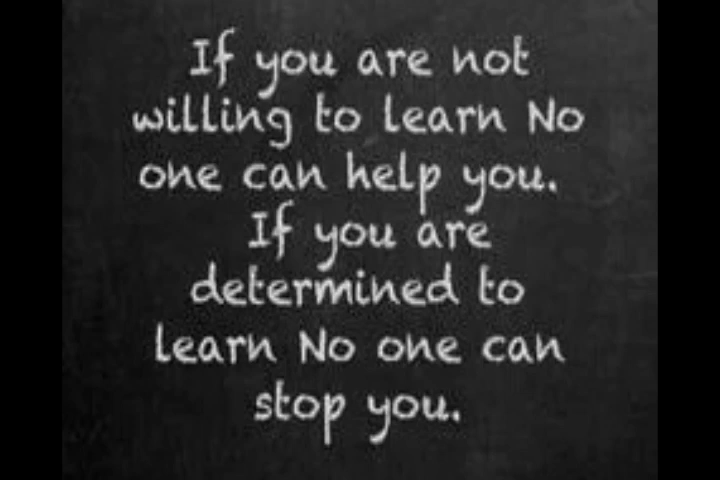 If you are not
willing to learn No
one can help you.
If you are
determined to
learn No one can
stop you.